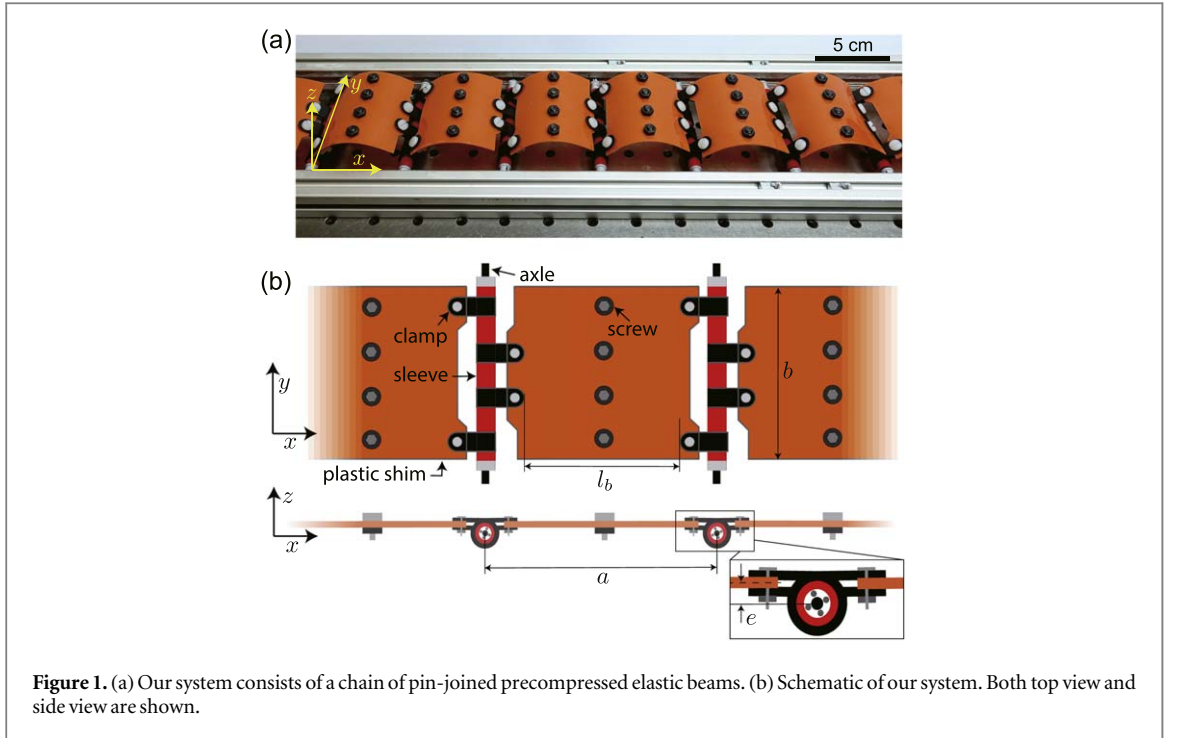 (a)
5 cm
z
y
x
(b)
axle
clamp
screw
sleeve
b
y
x
plastic shim
l_b
z
x
a
e
Figure 1. (a) Our system consists of a chain of pin-joined precompressed elastic beams. (b) Schematic of our system. Both top view and
side view are shown.